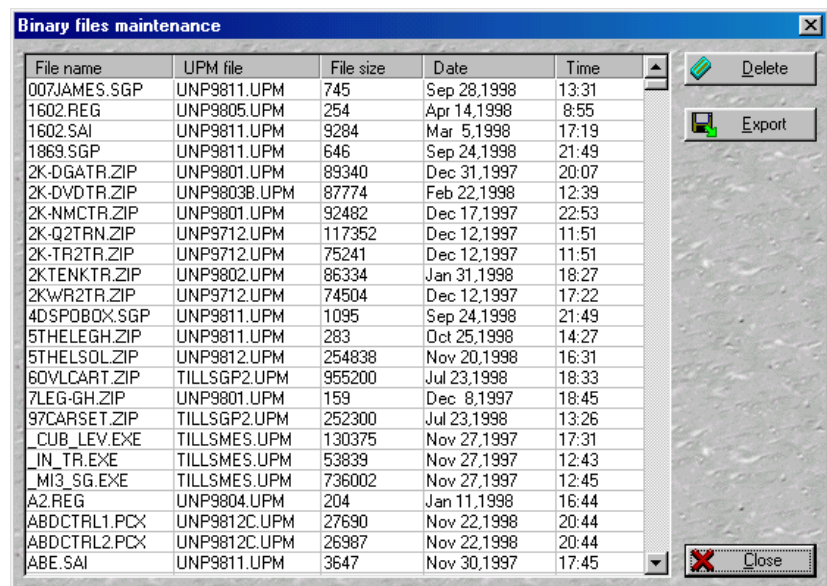 Binary files maintenance
File name UPM file File size Date Time
007JAMES.SGP UNP9811.UPM 745 Sep 28,1998 13:31
1602.REG UNP9805.UPM 254 Apr 14,1998 8:55
1602.SAI UNP9811.UPM 9284 Mar 5,1998 17:19
1869.SGP UNP9811.UPM 646 Sep 24,1998 21:49
2K-DGATR.ZIP UNP9801.UPM 89340 Dec 31,1997 20:07
2K-DVDTR.ZIP UNP9803B.UPM 87774 Feb 22,1998 12:39
2K-NMCTR.ZIP UNP9801.UPM 92482 Dec 17,1997 22:53
2K-Q2TRN.ZIP UNP9712.UPM 117352 Dec 12,1997 11:51
2K-TR2TR.ZIP UNP9712.UPM 75241 Dec 12,1997 11:51
2KTENKTR.ZIP UNP9802.UPM 86334 Jan 31,1998 18:27
2KWR2TR.ZIP UNP9712.UPM 74504 Dec 12,1997 17:22
4DSPOBOX.SGP UNP9811.UPM 1095 Sep 24,1998 21:49
5THELEGH.ZIP UNP9811.UPM 283 Oct 25,1998 14:27
5THELSOL.ZIP UNP9812.UPM 254838 Nov 20,1998 16:31
6OVLCART.ZIP TILLSGP2.UPM 955200 Jul 23,1998 18:33
7LEG-GH.ZIP UNP9801.UPM 159 Dec 8,1997 18:45
97CARSET.ZIP TILLSGP2.UPM 252300 Jul 23,1998 13:26
_CUB_LEV.EXE TILLSMES.UPM 130375 Nov 27,1997 17:31
_IN_TR.EXE TILLSMES.UPM 53839 Nov 27,1997 12:43
_MI3_SG.EXE TILLSMES.UPM 736002 Nov 27,1997 12:45
A2.REG UNP9804.UPM 204 Jan 11,1998 16:44
ABDCTRL1.PCX UNP9812C.UPM 27690 Nov 22,1998 20:44
ABDCTRL2.PCX UNP9812C.UPM 26987 Nov 22,1998 20:44
ABE.SAI UNP9811.UPM 3647 Nov 30,1997 17:45
Delete
Export
Close